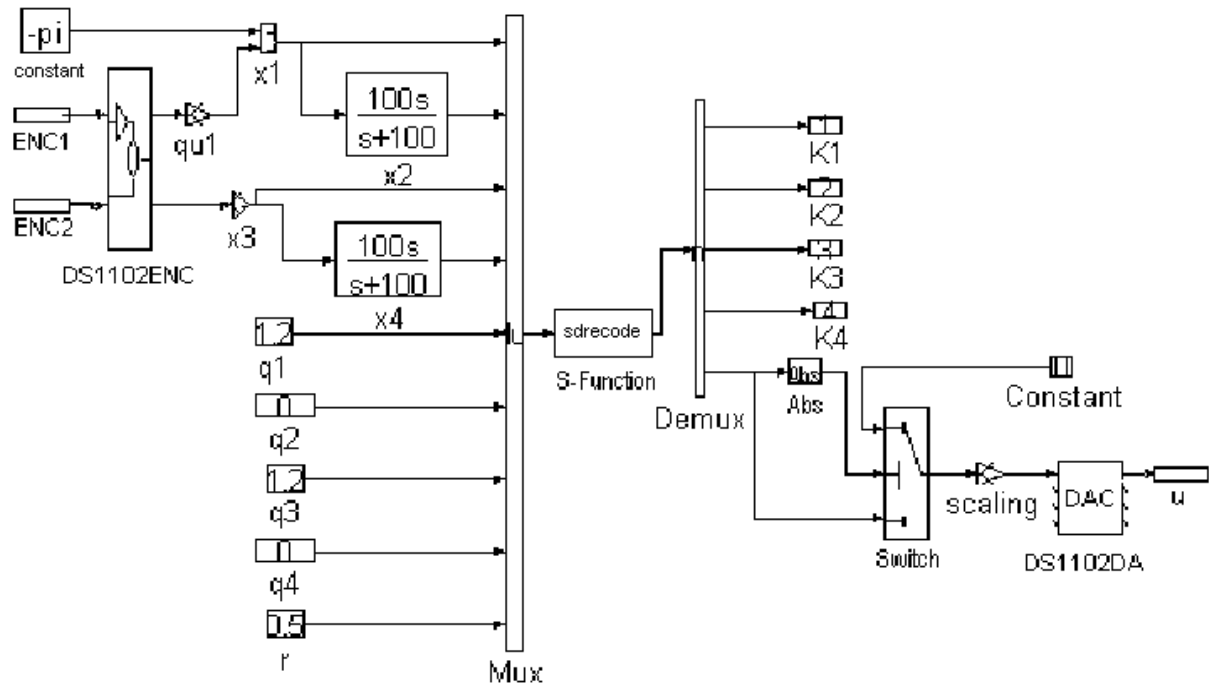 -pi
constant
x1
ENC1
qu1
100s
s+100
x2
ENC2
x3
DS1102ENC
100s
s+100
x4
1.2
q1
0
q2
1.2
q3
0
q4
0.5
r
Mux
sdrecode
S-Function
Demux
1
K1
2
K2
3
K3
4
K4
Abs
Constant
Switch
scaling
DAC
DS1102DA
u